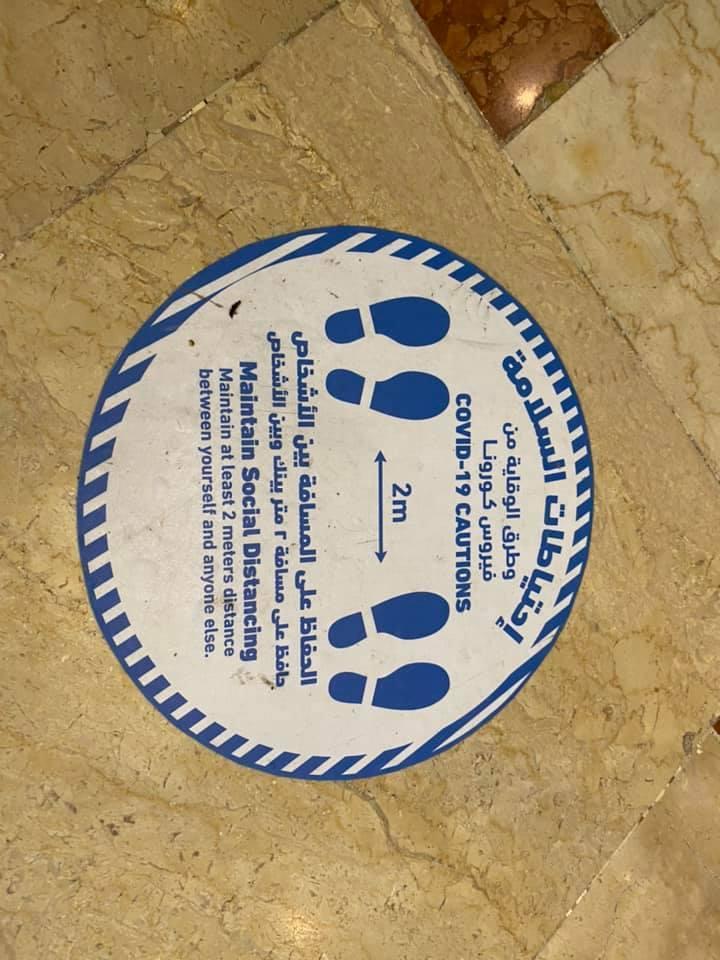 إحتياطات السلامة
وطرق الوقاية من
فيروس كورونا
COVID-19 CAUTIONS
2m
الحفاظ على المسافة بين الأشخاص
حافظ على مسافة ٢ متر بينك وبين الأشخاص
Maintain Social Distancing
Maintain at least 2 meters distance
between yourself and anyone else.